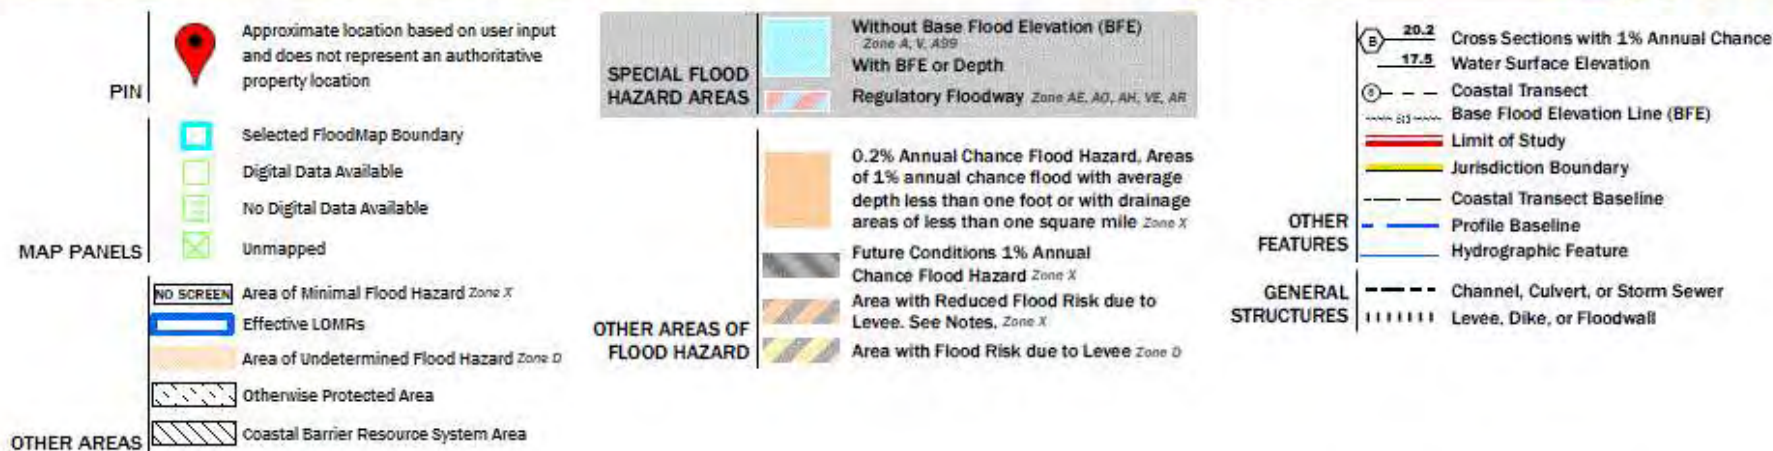 PIN
Approximate location based on user input
and does not represent an authoritative
property location
MAP PANELS
Selected FloodMap Boundary
Digital Data Available
No Digital Data Available
Unmapped
OTHER AREAS
NO SCREEN Area of Minimal Flood Hazard Zone X
Effective LOMRs
Area of Undetermined Flood Hazard Zone D
Otherwise Protected Area
Coastal Barrier Resource System Area
SPECIAL FLOOD
HAZARD AREAS
Without Base Flood Elevation (BFE)
Zone A, V, A99
With BFE or Depth
Regulatory Floodway Zone AE, AO, AH, VE, AR
OTHER AREAS OF
FLOOD HAZARD
0.2% Annual Chance Flood Hazard, Areas
of 1% annual chance flood with average
depth less than one foot or with drainage
areas of less than one square mile Zone X
Future Conditions 1% Annual
Chance Flood Hazard Zone X
Area with Reduced Flood Risk due to
Levee. See Notes. Zone X
Area with Flood Risk due to Levee Zone D
OTHER
FEATURES
B 20.2 Cross Sections with 1% Annual Chance
17.5 Water Surface Elevation
Coastal Transect
Base Flood Elevation Line (BFE)
Limit of Study
Jurisdiction Boundary
Coastal Transect Baseline
Profile Baseline
Hydrographic Feature
GENERAL
STRUCTURES
Channel, Culvert, or Storm Sewer
Levee, Dike, or Floodwall